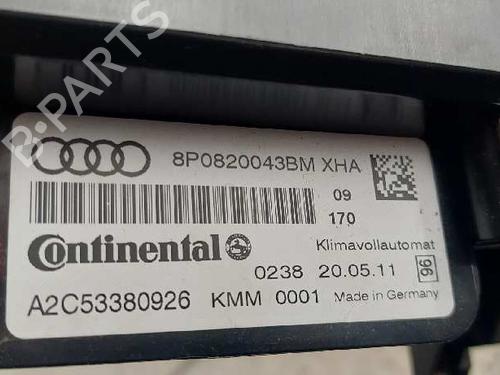 B-PARTS
8P0820043BM XHA
09
170
Continental
Klimavollautomat
0238 20.05.11 96
A2C53380926 KMM 0001 Made in Germany